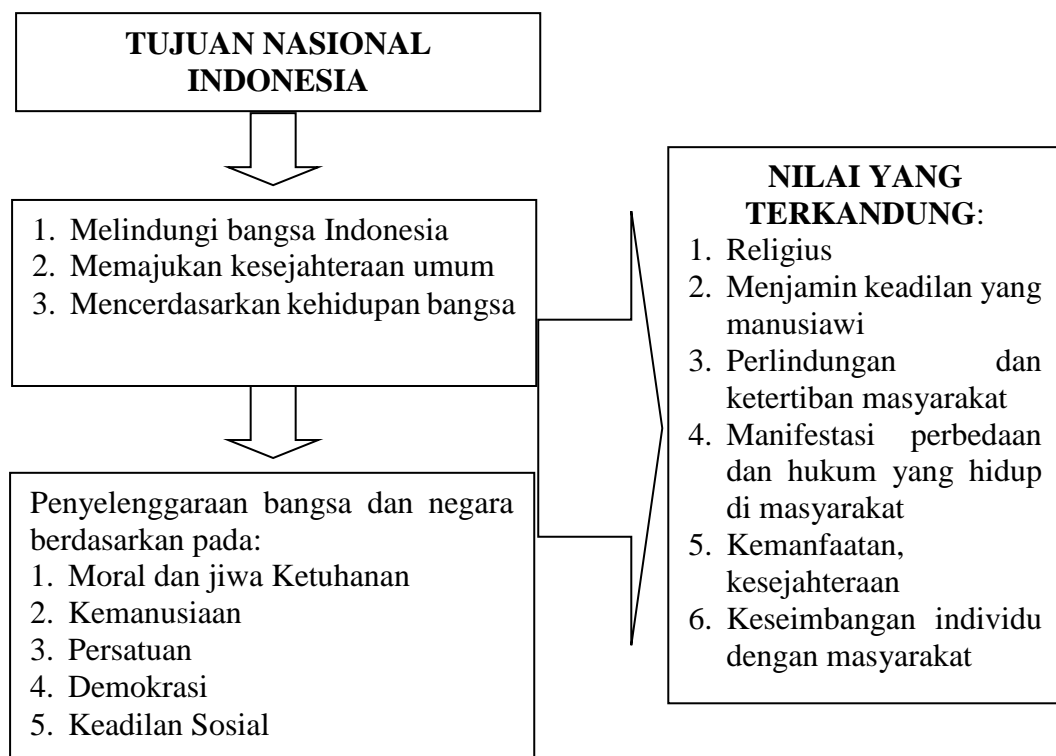 TUJUAN NASIONAL
INDONESIA
1. Melindungi bangsa Indonesia
2. Memajukan kesejahteraan umum
3. Mencerdasarkan kehidupan bangsa
Penyelenggaraan bangsa dan negara
berdasarkan pada:
1. Moral dan jiwa Ketuhanan
2. Kemanusiaan
3. Persatuan
4. Demokrasi
5. Keadilan Sosial
NILAI YANG
TERKANDUNG:
1. Religius
2. Menjamin keadilan yang
manusiawi
3. Perlindungan dan
ketertiban masyarakat
4. Manifestasi perbedaan
dan hukum yang hidup
di masyarakat
5. Kemanfaatan,
kesejahteraan
6. Keseimbangan individu
dengan masyarakat